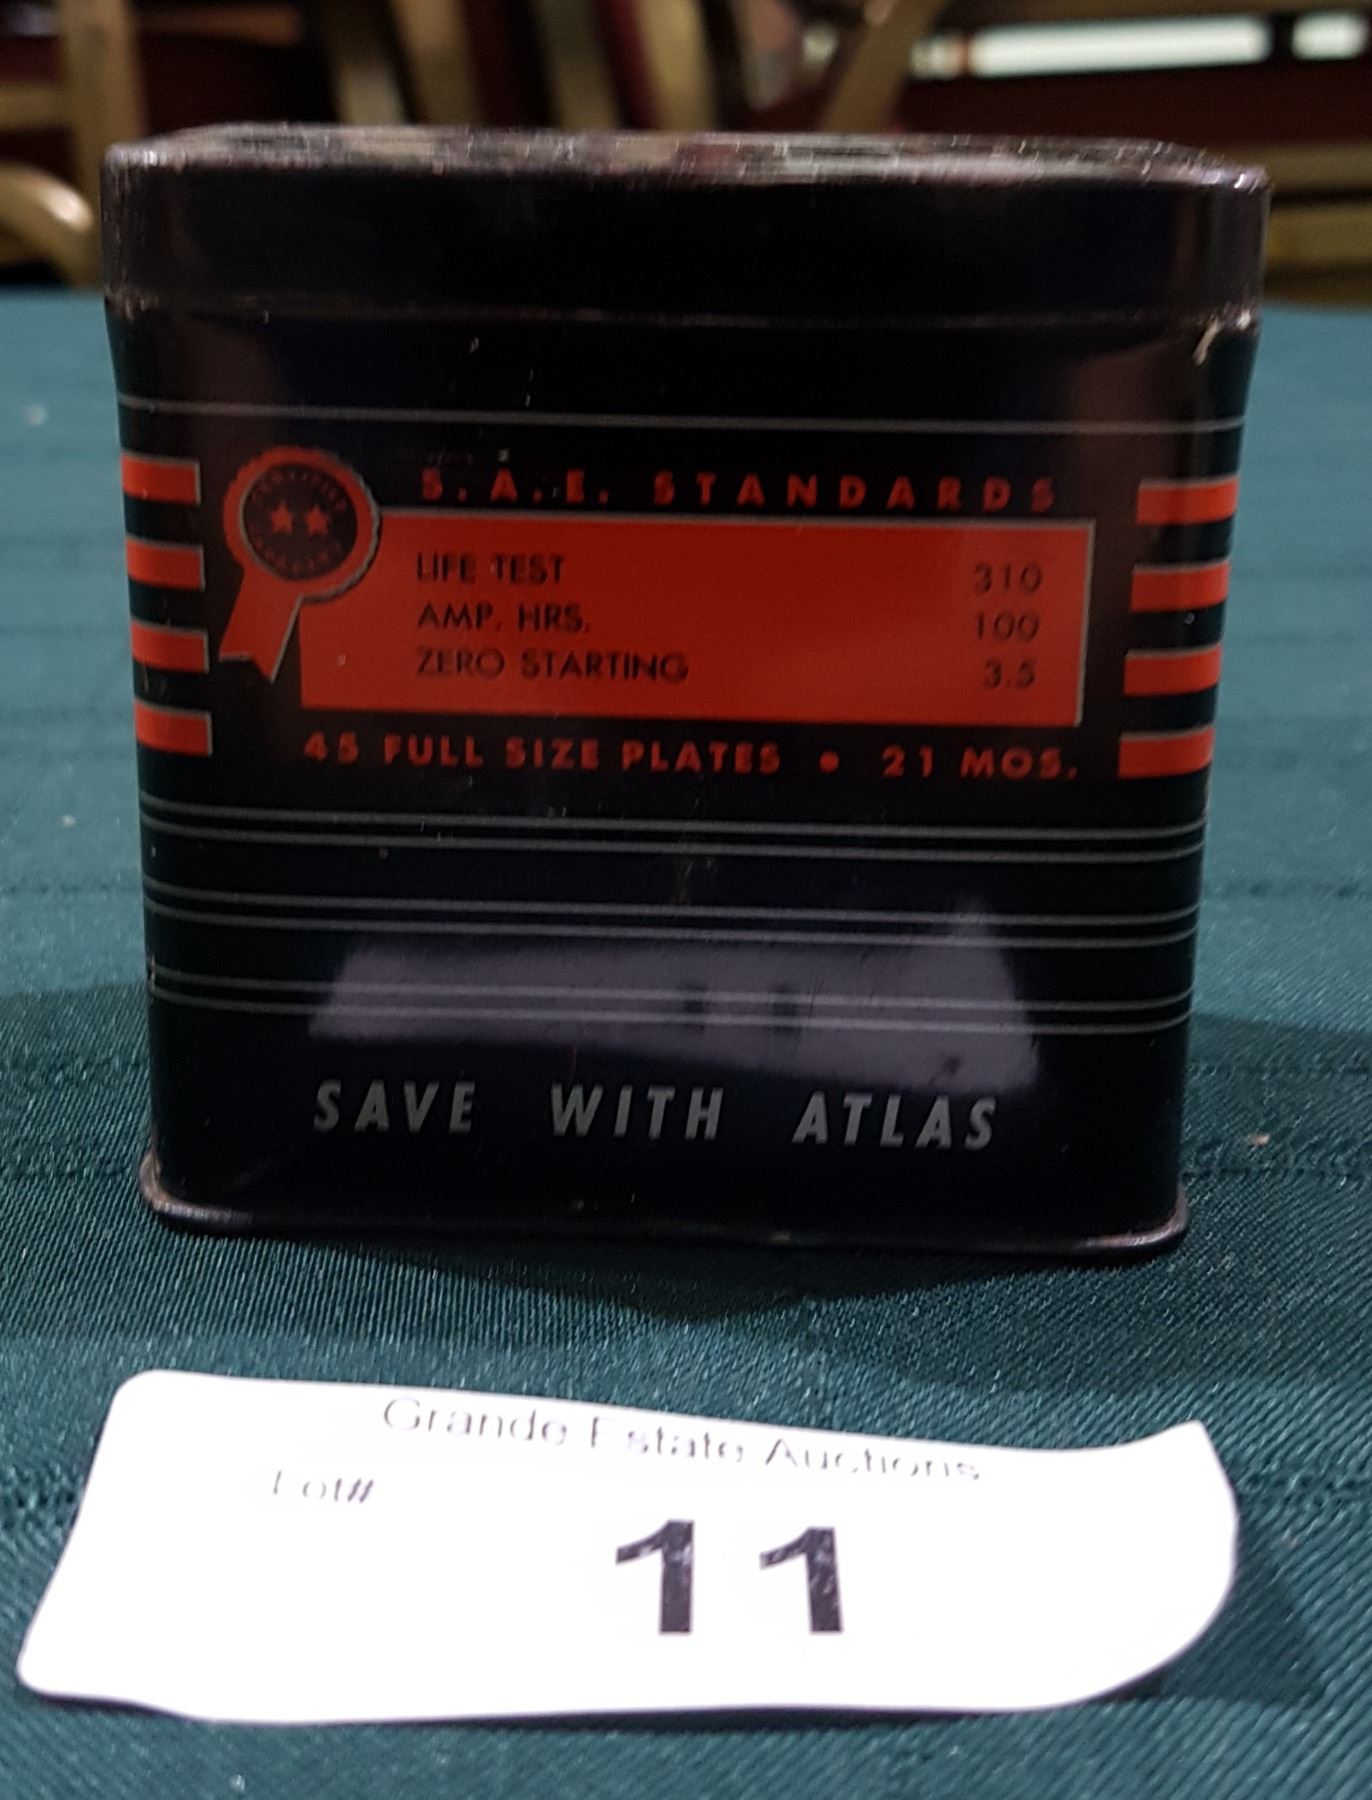 S.A.E. STANDARDS
LIFE TEST 310
AMP. HRS. 100
ZERO STARTING 3.5
45 FULL SIZE PLATES • 21 MOS.
SAVE WITH ATLAS
Grande Estate Auctions
Lot#
11